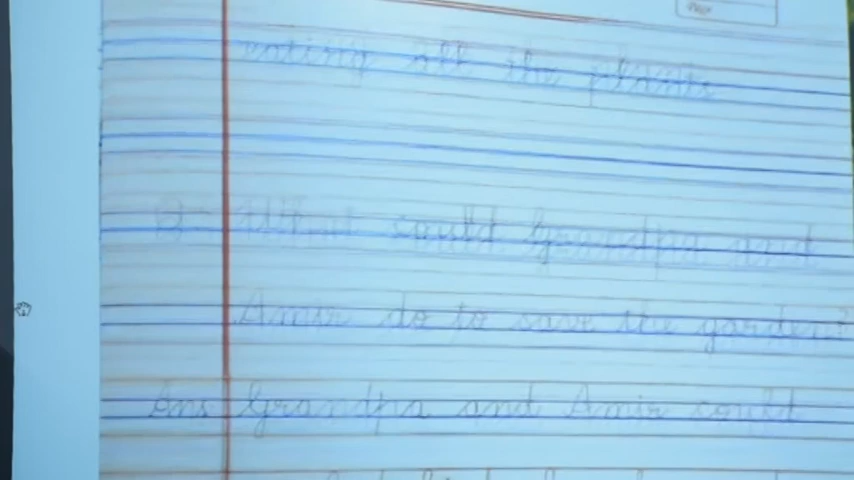 eating all the plants
Q- What could Grandpa and
Amir do to save the garden?
Ans Grandpa and Amir could